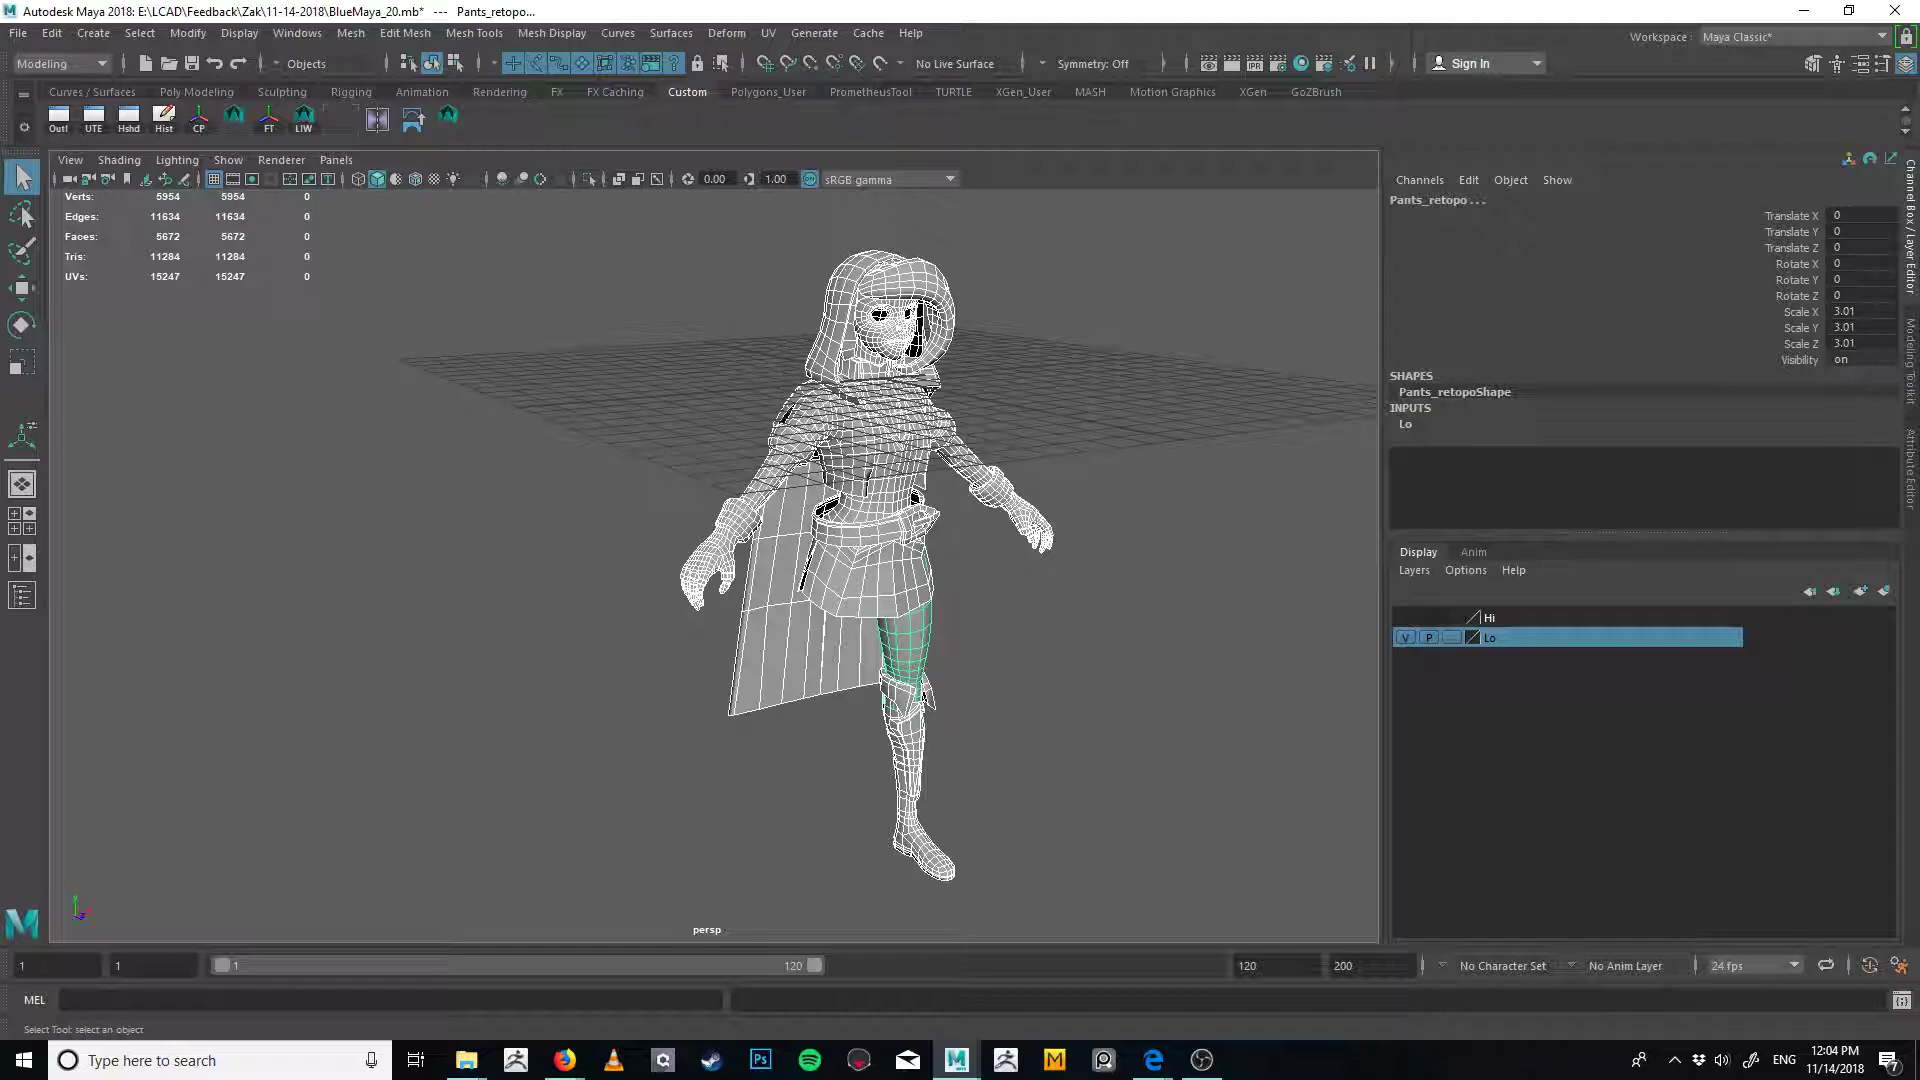 Autodesk Maya 2018: E:\LCAD\Feedback\Zak\11-14-2018\BlueMaya_20.mb* --- Pants_retopo...
File Edit Create Select Modify Display Windows Mesh Edit Mesh Mesh Tools Mesh Display Curves Surfaces Deform UV Generate Cache Help
Workspace: Maya Classic*
Modeling Objects No Live Surface Symmetry: Off Sign In
Curves / Surfaces Poly Modeling Sculpting Rigging Animation Rendering FX FX Caching Custom Polygons_User PrometheusTool TURTLE XGen_User MASH Motion Graphics XGen GoZBrush
Outl UTE Hshd Hist CP FT LIW
View Shading Lighting Show Renderer Panels
0.00 1.00 sRGB gamma
Verts: 5954 5954 0
Edges: 11634 11634 0
Faces: 5672 5672 0
Tris: 11284 11284 0
UVs: 15247 15247 0
persp
Channels Edit Object Show
Pants_retopo . . .
Translate X 0
Translate Y 0
Translate Z 0
Rotate X 0
Rotate Y 0
Rotate Z 0
Scale X 3.01
Scale Y 3.01
Scale Z 3.01
Visibility on
SHAPES
Pants_retopoShape
INPUTS
Lo
Display Anim
Layers Options Help
Hi
V P Lo
Channel Box / Layer Editor
Modeling Toolkit
Attribute Editor
1 1 1 120 120 200 No Character Set No Anim Layer 24 fps
MEL
Select Tool: select an object
Type here to search
ENG
12:04 PM
11/14/2018
7